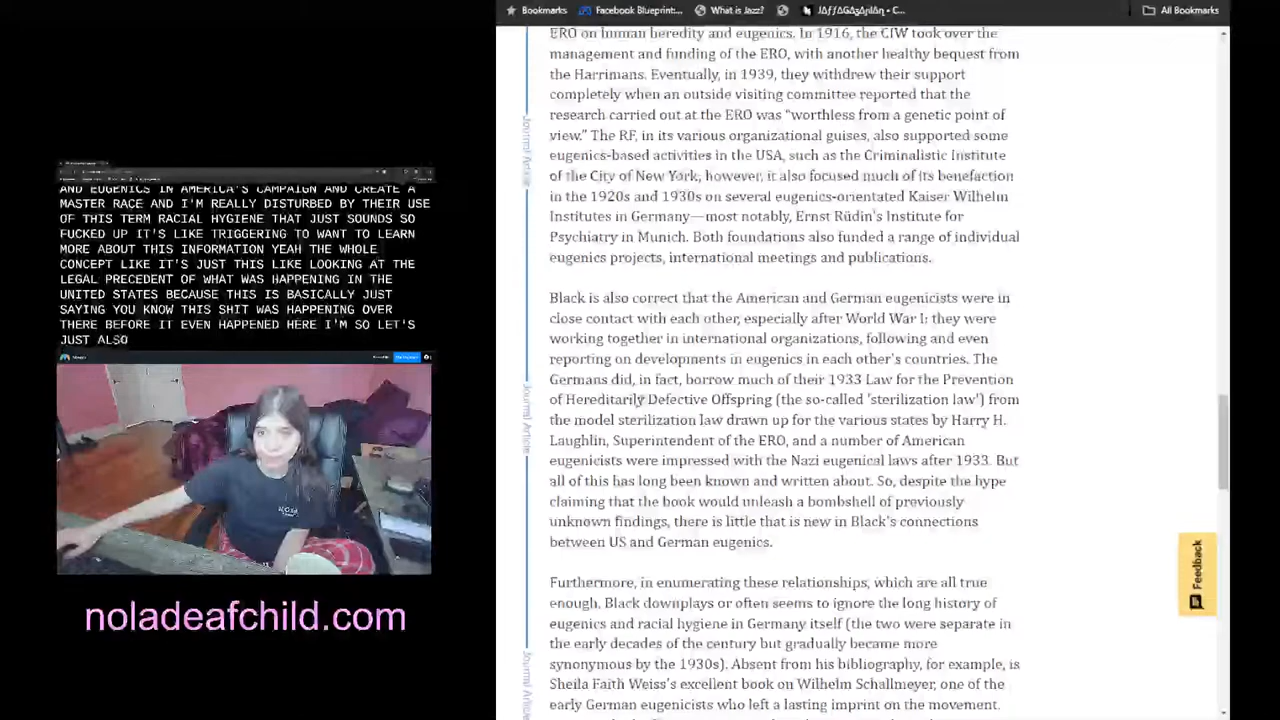 Bookmarks
Facebook Blueprint:...
What is Jazz?
All Bookmarks
ERO on human heredity and eugenics. In 1916, the CIW took over the
management and funding of the ERO, with another healthy bequest from
the Harrimans. Eventually, in 1939, they withdrew their support
completely when an outside visiting committee reported that the
research carried out at the ERO was "worthless from a genetic point of
view." The RF, in its various organizational guises, also supported some
eugenics-based activities in the US, such as the Criminalistic Institute
of the City of New York, however, it also directed much of its benefaction
in the 1920s and 1930s to several eugenics-orientated Kaiser Wilhelm
Institutes in Germany—most notably, Ernst Rüdin's Institute for
Psychiatry in Munich. Both foundations also funded a range of individual
eugenics projects, international meetings and publications.
Black is also correct that the American and German eugenicists were in
close contact with each other, especially after World War I; they were
working together in international organizations, following and even
reporting on developments in eugenics in each other's countries. The
Germans did, in fact, borrow much of their 1933 Law for the Prevention
of Hereditarily Defective Offspring (the so-called 'sterilization law') from
the model sterilization law drawn up for the various states by Harry H.
Laughlin, Superintendent of the ERO, and a number of American
eugenicists were impressed with the Nazi eugenical laws after 1933. But
all of this has long been known and written about. So, despite the hype
claiming that the book would unleash a bombshell of previously
unknown findings, there is little that is new in Black's connections
between US and German eugenics.
Furthermore, in enumerating these relationships, which are all true
enough, Black downplays or often seems to ignore the long history of
eugenics and racial hygiene in Germany itself (the two were separate in
the early decades of the century but gradually became more
synonymous by the 1920s). Absent from his bibliography, for example, is
Sheila Faith Weiss's excellent book on Wilhelm Schallmeyer, one of the
early German eugenicists who left a strong imprint on the movement.
Feedback
AND EUGENICS IN AMERICA'S CAMPAIGN AND CREATE A
MASTER RACE AND I'M REALLY DISTURBED BY THEIR USE
OF THIS TERM RACIAL HYGIENE THAT JUST SOUNDS SO
FUCKED UP IT'S LIKE TRIGGERING TO WANT TO LEARN
MORE ABOUT THIS INFORMATION YEAH THE WHOLE
CONCEPT LIKE IT'S JUST THIS LIKE LOOKING AT THE
LEGAL PRECEDENT OF WHAT WAS HAPPENING IN THE
UNITED STATES BECAUSE THIS IS BASICALLY JUST
SAYING YOU KNOW THIS SHIT WAS HAPPENING OVER
THERE BEFORE IT EVEN HAPPENED HERE I'M SO LET'S
JUST ALSO
noladeafchild.com